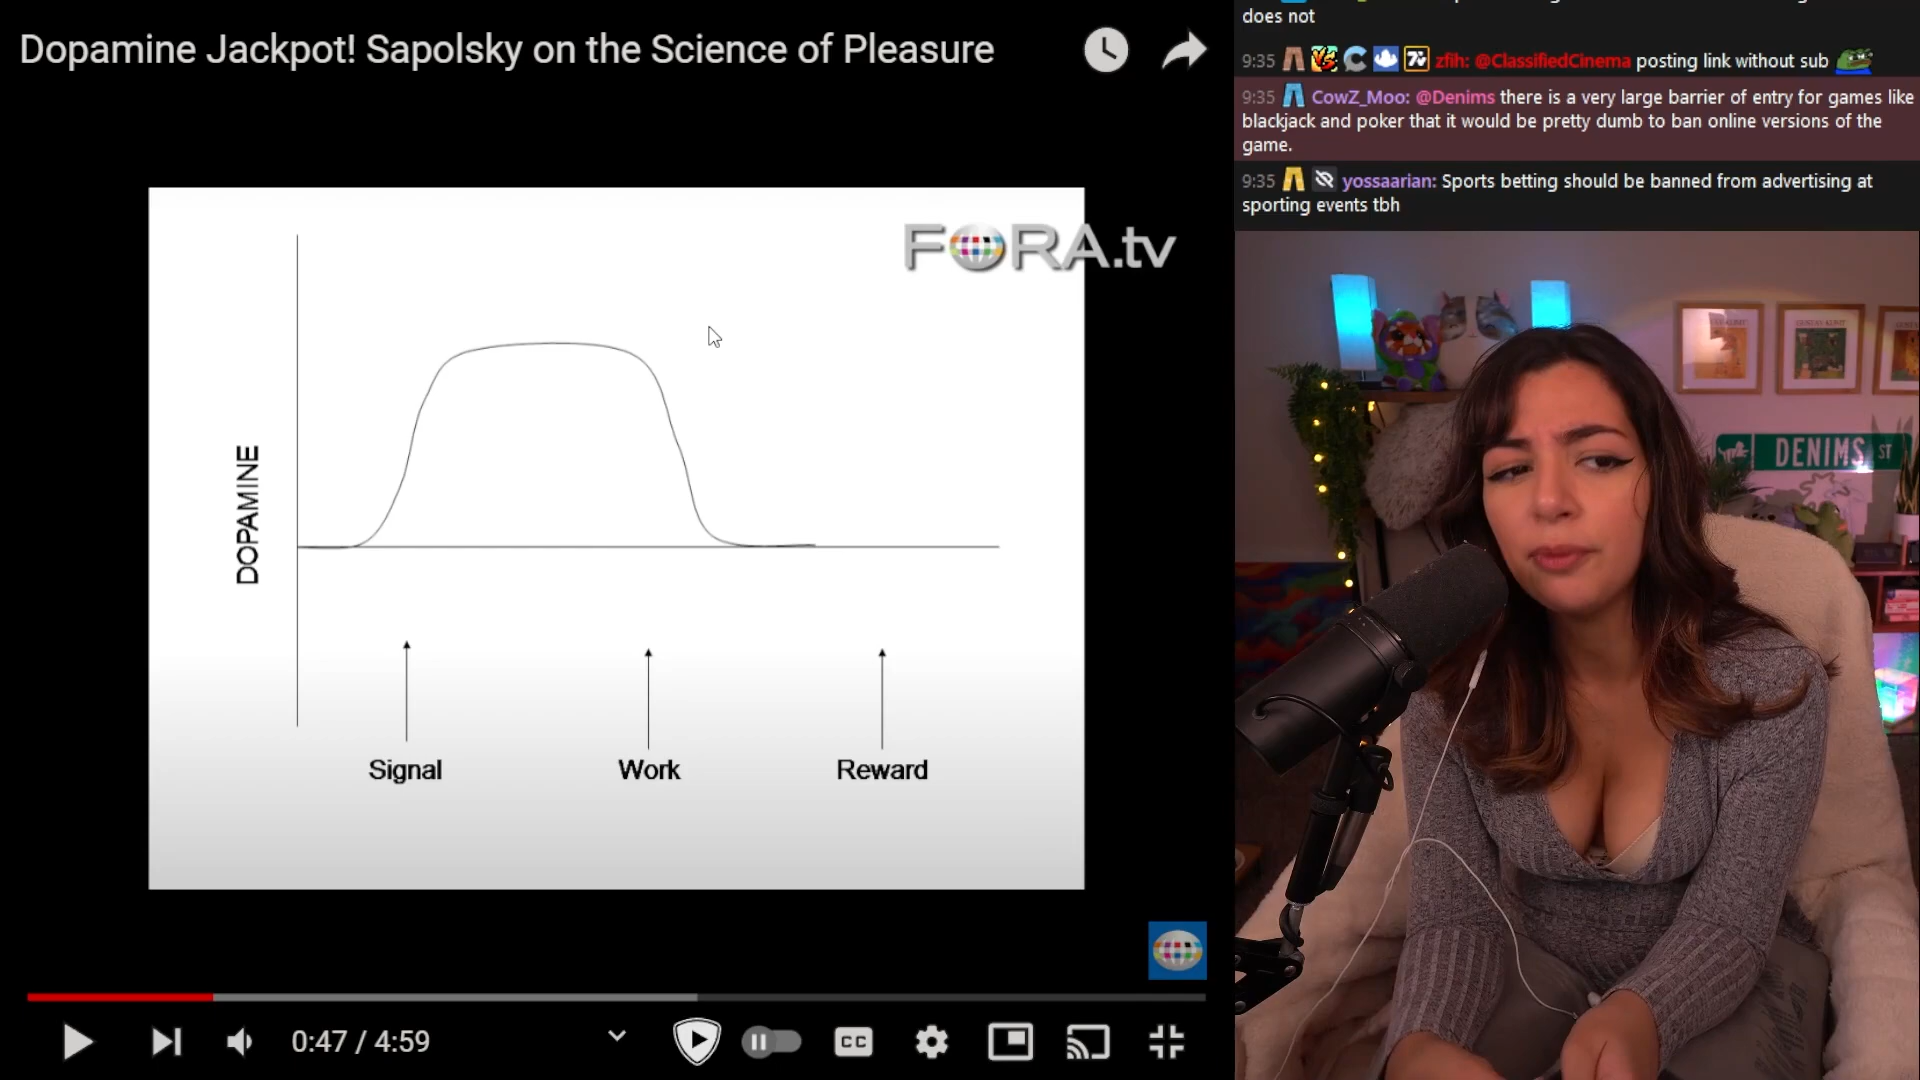 Dopamine Jackpot! Sapolsky on the Science of Pleasure
FORA.tv
DOPAMINE
Signal
Work
Reward
0:47 / 4:59
CC
does not
9:35 zfih: @ClassifiedCinema posting link without sub
9:35 CowZ_Moo: @Denims there is a very large barrier of entry for games like
blackjack and poker that it would be pretty dumb to ban online versions of the
game.
9:35 yossaarian: Sports betting should be banned from advertising at
sporting events tbh
DENIMS ST